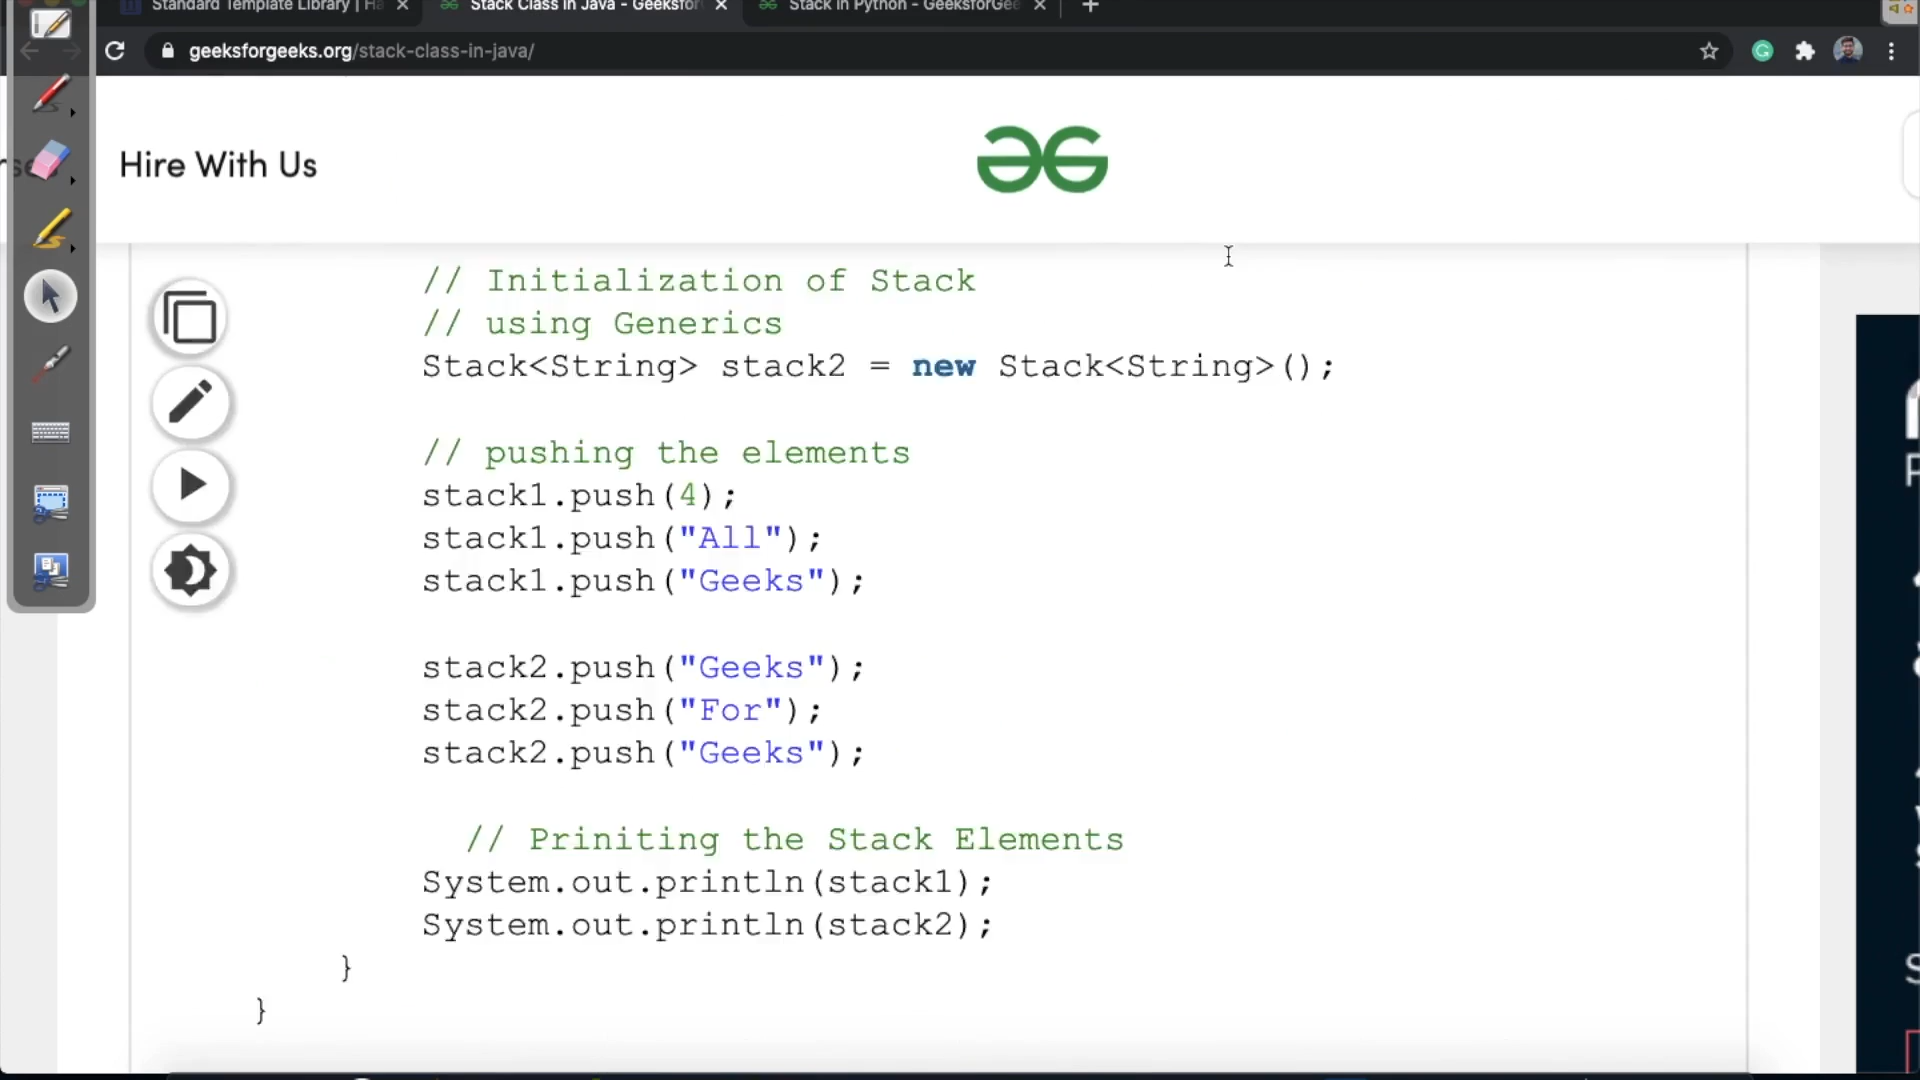 Standard Template Library | Ha
Stack Class in Java - Geeksfor
Stack in Python - GeeksforGee
geeksforgeeks.org/stack-class-in-java/
Hire With Us
// Initialization of Stack
// using Generics
Stack<String> stack2 = new Stack<String>();
// pushing the elements
stack1.push(4);
stack1.push("All");
stack1.push("Geeks");
stack2.push("Geeks");
stack2.push("For");
stack2.push("Geeks");
// Priniting the Stack Elements
System.out.println(stack1);
System.out.println(stack2);
}
}